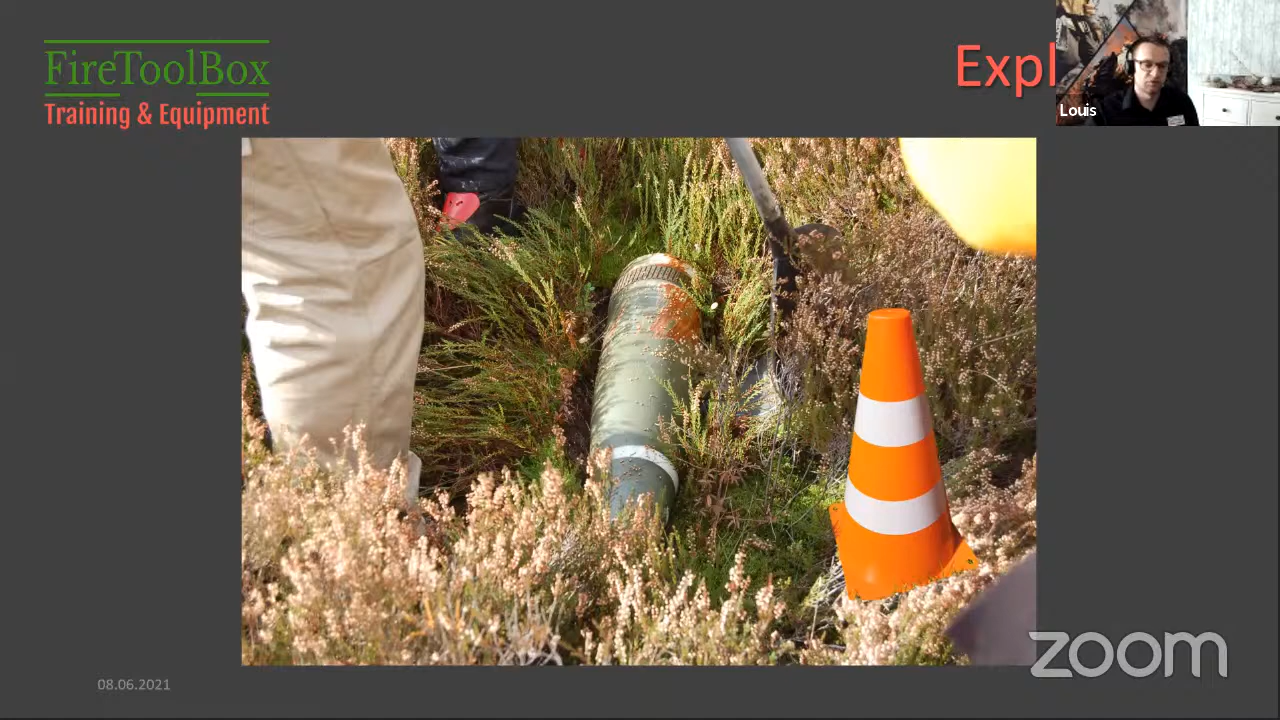 FireToolBox
Training & Equipment
Expl
Louis
zoom
08.06.2021